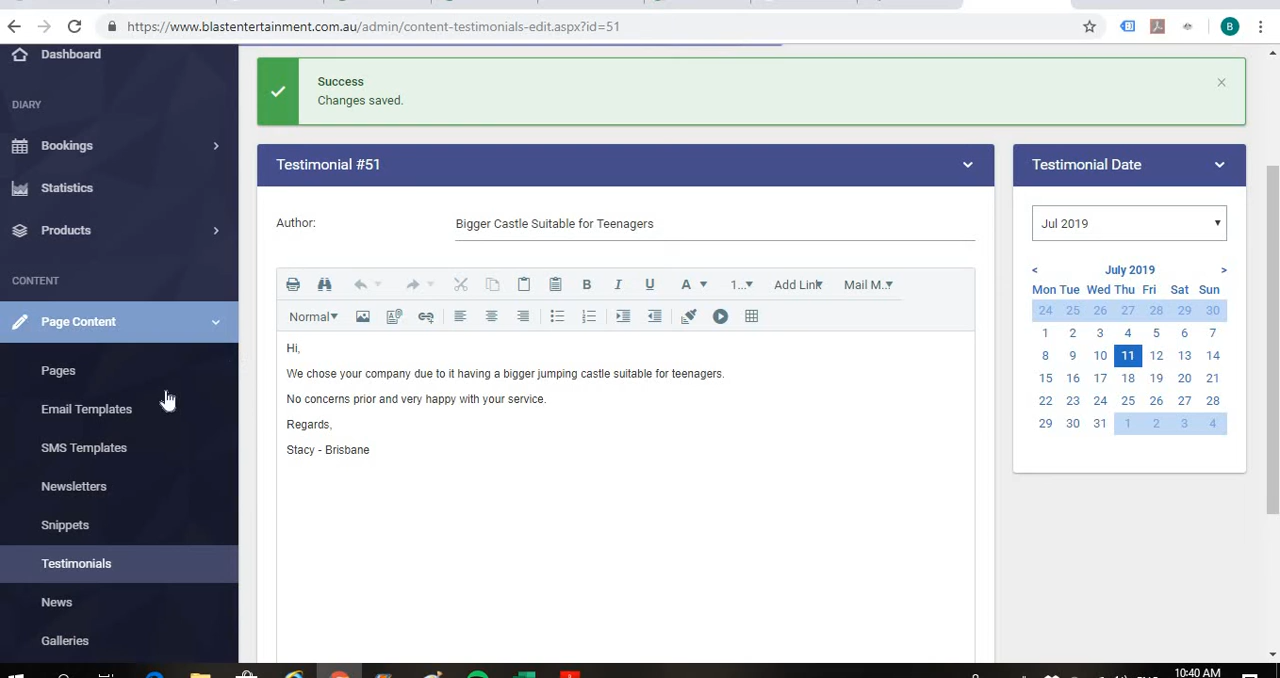 https://www.blastentertainment.com.au/admin/content-testimonials-edit.aspx?id=51
B
Dashboard
DIARY
Bookings
Statistics
Products
CONTENT
Page Content
Pages
Email Templates
SMS Templates
Newsletters
Snippets
Testimonials
News
Galleries
Success
Changes saved.
Testimonial #51
Author:
Bigger Castle Suitable for Teenagers
B I U A 1... Add Link Mail M...
Normal
Hi,
We chose your company due to it having a bigger jumping castle suitable for teenagers.
No concerns prior and very happy with your service.
Regards,
Stacy - Brisbane
Testimonial Date
Jul 2019
< July 2019 >
Mon Tue Wed Thu Fri Sat Sun
24 25 26 27 28 29 30
1 2 3 4 5 6 7
8 9 10 11 12 13 14
15 16 17 18 19 20 21
22 23 24 25 26 27 28
29 30 31 1 2 3 4
10:40 AM